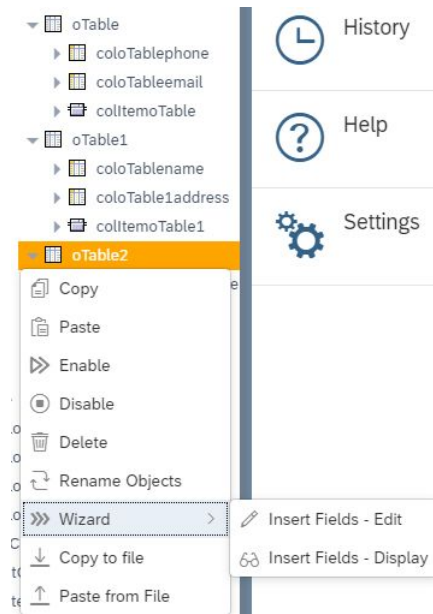 oTable
coloTablephone
coloTableemail
colItemoTable
oTable1
coloTablename
coloTable1address
colItemoTable1
oTable2
Copy
Paste
Enable
Disable
Delete
Rename Objects
Wizard
Copy to file
Paste from File
Insert Fields - Edit
Insert Fields - Display
History
Help
Settings